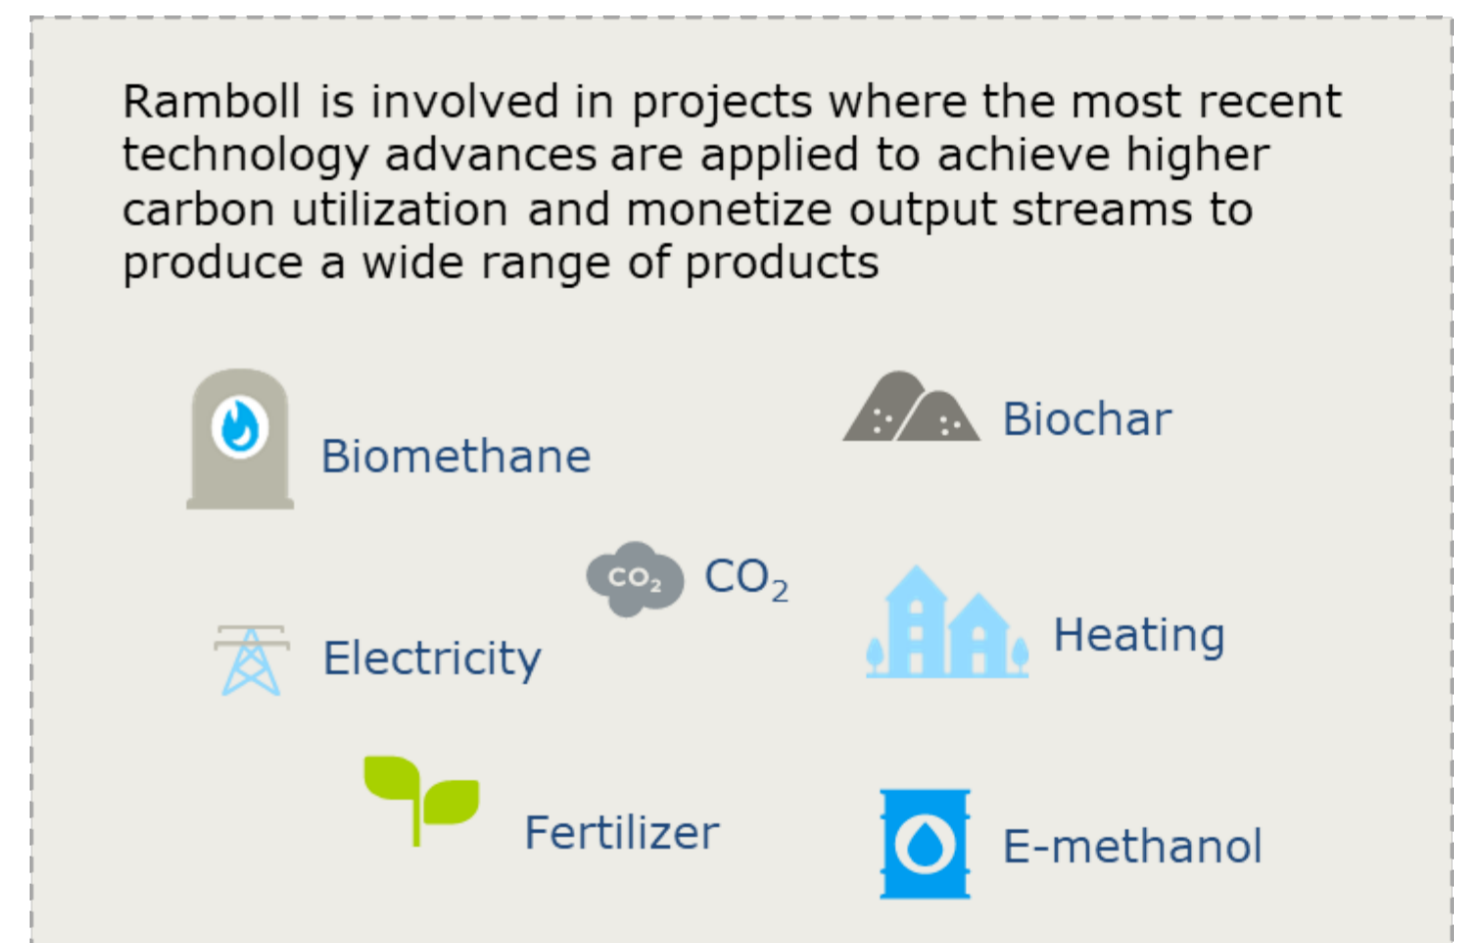 Ramboll is involved in projects where the most recent
technology advances are applied to achieve higher
carbon utilization and monetize output streams to
produce a wide range of products
Biomethane
Biochar
CO₂
CO₂
Heating
Electricity
Fertilizer
E-methanol